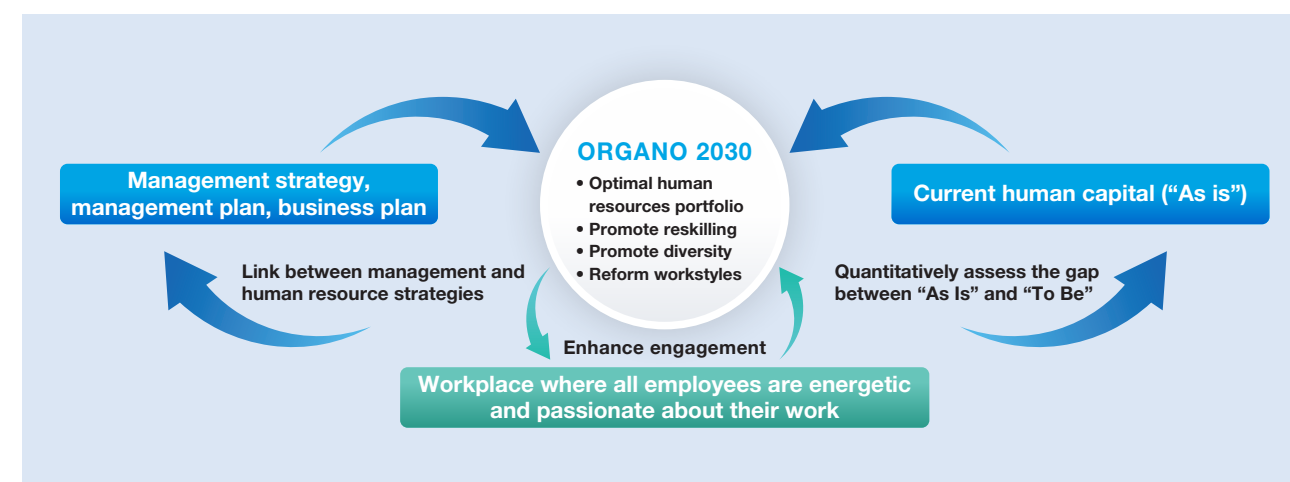 Management strategy,
management plan, business plan
Link between management and
human resource strategies
ORGANO 2030
• Optimal human
resources portfolio
• Promote reskilling
• Promote diversity
• Reform workstyles
Current human capital (“As is”)
Quantitatively assess the gap
between “As Is” and “To Be”
Enhance engagement
Workplace where all employees are energetic
and passionate about their work